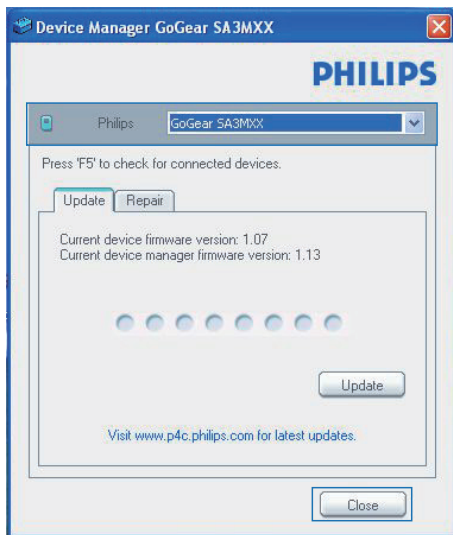 Device Manager GoGear SA3MXX
PHILIPS
Philips GoGear SA3MXX
Press 'F5' to check for connected devices.
Update Repair
Current device firmware version: 1.07
Current device manager firmware version: 1.13
Update
Visit www.p4c.philips.com for latest updates.
Close